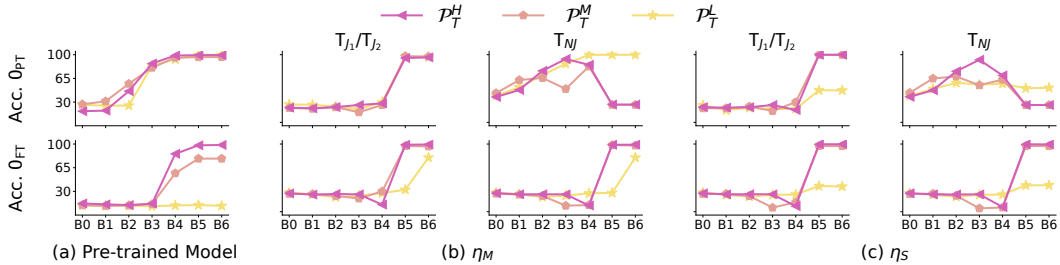 P_T^H P_T^M P_T^L
T_{J_1}/T_{J_2} T_{NJ} T_{J_1}/T_{J_2} T_{NJ}
Acc. O_PT
100
65
30
Acc. O_FT
100
65
30
B0 B1 B2 B3 B4 B5 B6 B0 B1 B2 B3 B4 B5 B6 B0 B1 B2 B3 B4 B5 B6 B0 B1 B2 B3 B4 B5 B6 B0 B1 B2 B3 B4 B5 B6
(a) Pre-trained Model (b) η_M (c) η_S